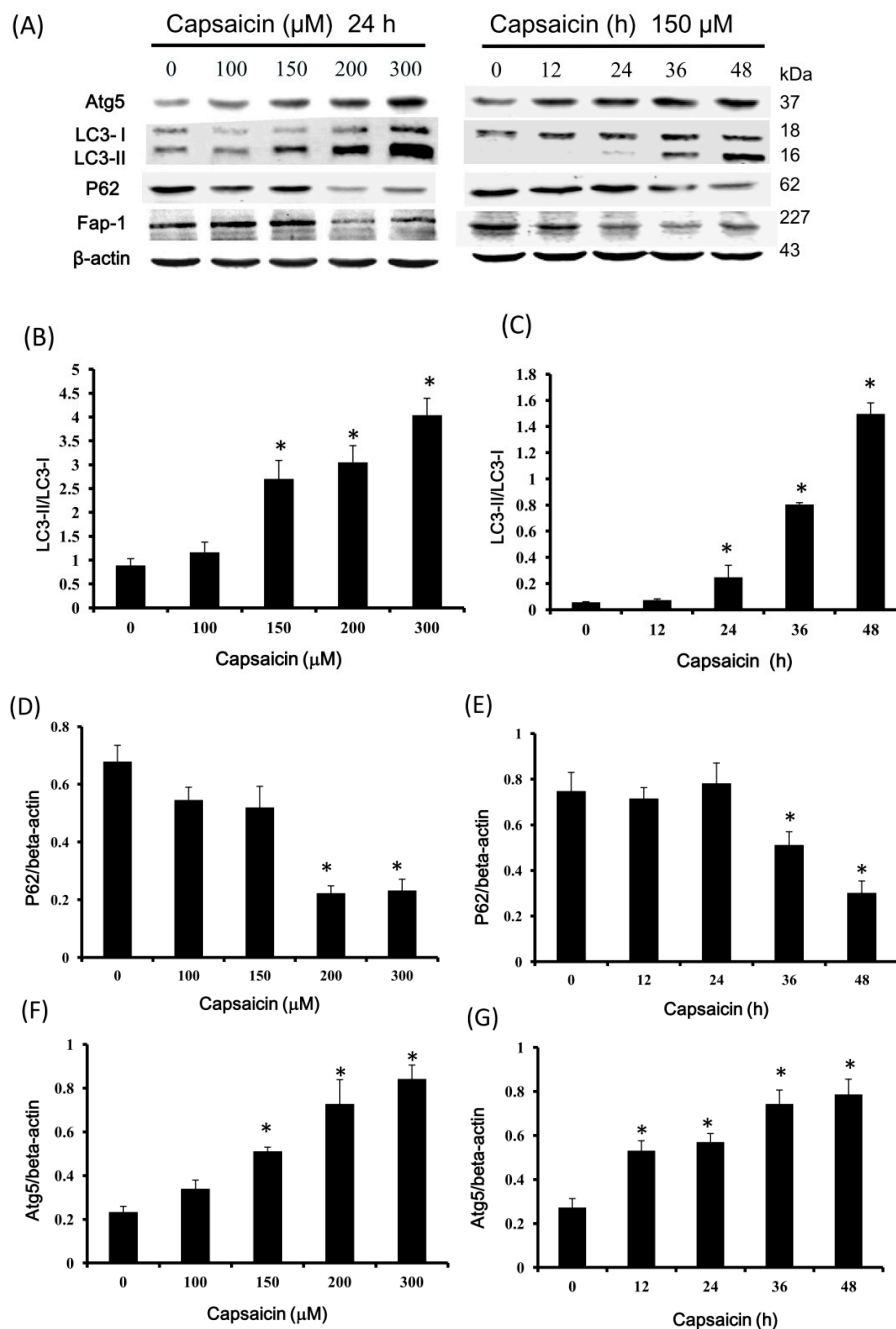 (A)
Capsaicin (μM) 24 h
0 100 150 200 300
Capsaicin (h) 150 μM
0 12 24 36 48 kDa
Atg5 37
LC3- I 18
LC3-II 16
P62 62
Fap-1 227
β-actin 43
(B)
LC3-II/LC3-I
5
4.5
4
3.5
3
2.5
2
1.5
1
0.5
0
* * *
0 100 150 200 300
Capsaicin (μM)
(C)
LC3-II/LC3-I
1.8
1.6
1.4
1.2
1
0.8
0.6
0.4
0.2
0
* * *
0 12 24 36 48
Capsaicin (h)
(D)
P62/beta-actin
0.8
0.6
0.4
0.2
0
* *
0 100 150 200 300
Capsaicin (μM)
(E)
P62/beta-actin
1
0.8
0.6
0.4
0.2
0
* *
0 12 24 36 48
Capsaicin (h)
(F)
Atg5/beta-actin
1
0.8
0.6
0.4
0.2
0
* * *
0 100 150 200 300
Capsaicin (μM)
(G)
Atg5/beta-actin
1
0.8
0.6
0.4
0.2
0
* * * *
0 12 24 36 48
Capsaicin (h)